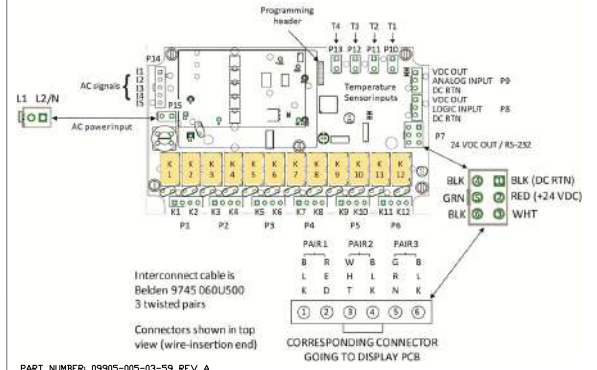 Programming
header
T4 T3 T2 T1
P13 P12 P11 P10
P14
I1
I2
I3
I4
I5
AC signals
P15
L1 L2/N
AC power input
Temperature
Sensor inputs
VDC OUT
ANALOG INPUT P9
DC RTN
VDC OUT
LOGIC INPUT P8
DC RTN
P7
24 VDC OUT / RS-232
K K K K K K K K K K K K
1 2 3 4 5 6 7 8 9 10 11 12
K1 K2 K3 K4 K5 K6 K7 K8 K9 K10 K11 K12
P1 P2 P3 P4 P5 P6
BLK 4 1 BLK (DC RTN)
GRN 5 2 RED (+24 VDC)
BLK 6 3 WHT
PAIR 1 PAIR 2 PAIR 3
B R W B G B
L E H L R L
K D T K N K
1 2 3 4 5 6
Interconnect cable is
Belden 9745 060U500
3 twisted pairs
Connectors shown in top
view (wire-insertion end)
CORRESPONDING CONNECTOR
GOING TO DISPLAY PCB
PART NUMBER: 09905-005-03-59 REV A